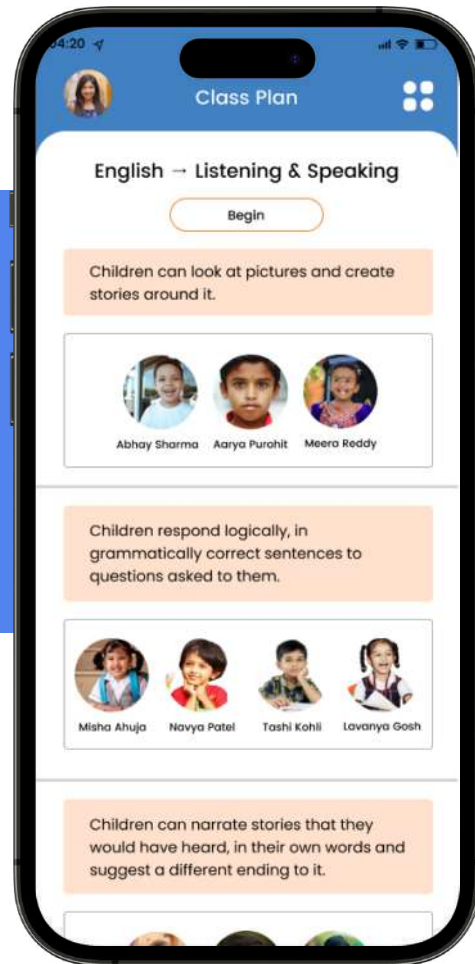 04:20
Class Plan
English → Listening & Speaking
Begin
Children can look at pictures and create
stories around it.
Abhay Sharma Aarya Purohit Meera Reddy
Children respond logically, in
grammatically correct sentences to
questions asked to them.
Misha Ahuja Navya Patel Tashi Kohli Lavanya Gosh
Children can narrate stories that they
would have heard, in their own words and
suggest a different ending to it.